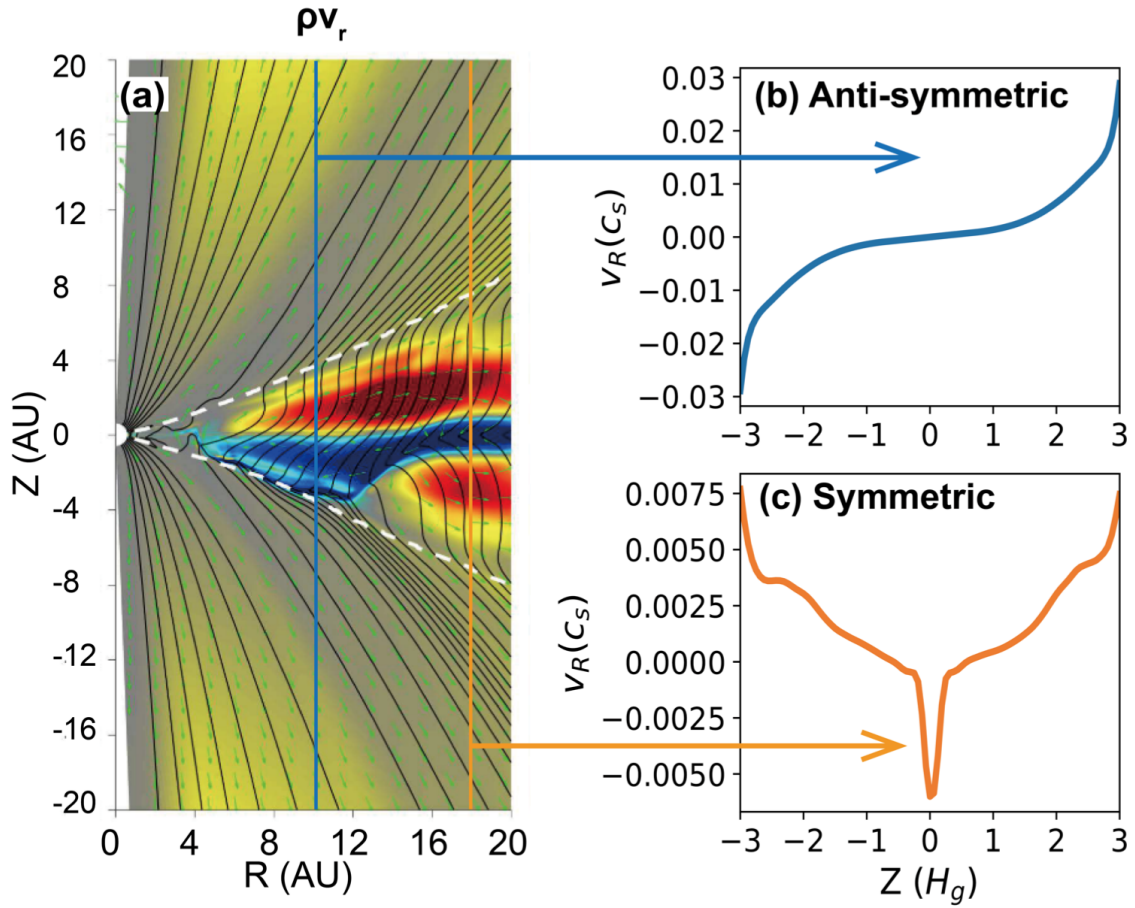 ρv_r
(a)
20
16
12
8
4
0
-4
-8
-12
-16
-20
Z (AU)
0 4 8 12 16 20
R (AU)
(b) Anti-symmetric
0.03
0.02
0.01
0.00
−0.01
−0.02
−0.03
v_R(c_s)
−3 −2 −1 0 1 2 3
(c) Symmetric
0.0075
0.0050
0.0025
0.0000
−0.0025
−0.0050
v_R(c_s)
−3 −2 −1 0 1 2 3
Z (H_g)